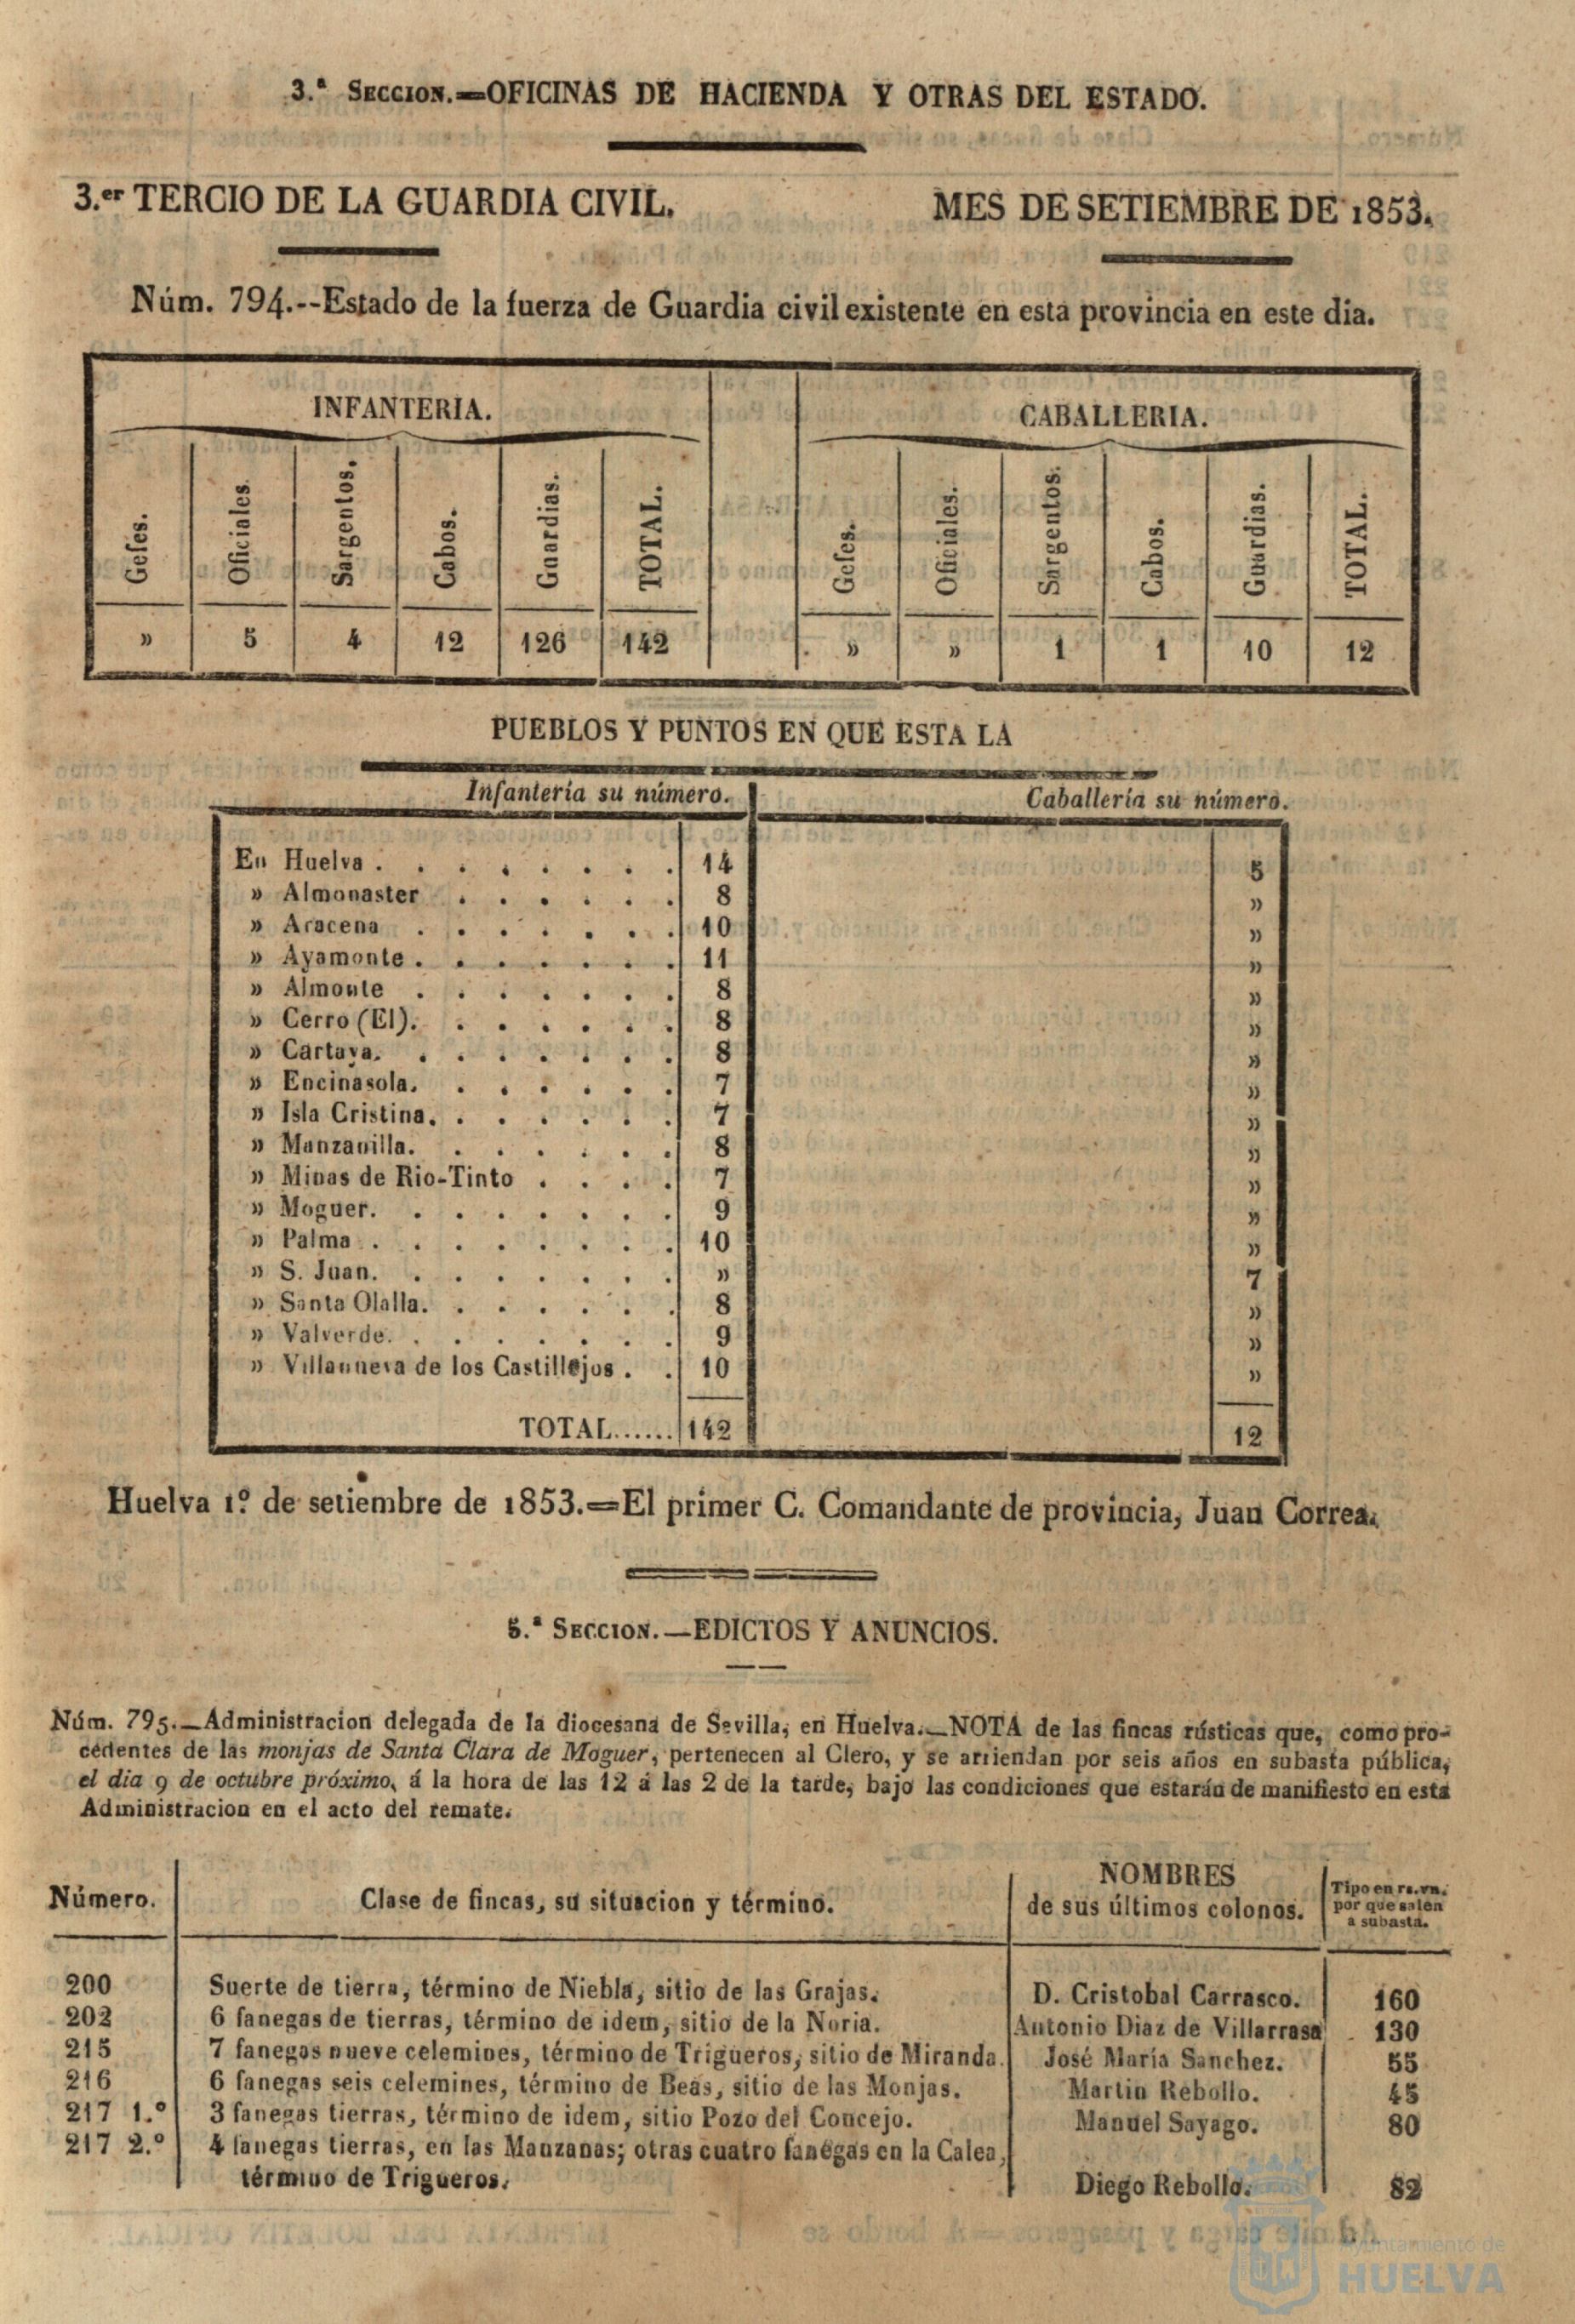 3.ª SECCION.=OFICINAS DE HACIENDA Y OTRAS DEL ESTADO.
3.er TERCIO DE LA GUARDIA CIVIL. MES DE SETIEMBRE DE 1853.
Núm. 794.--Estado de la fuerza de Guardia civil existente en esta provincia en este dia.
INFANTERIA. CABALLERIA.
Gefes. Oficiales. Sargentos. Cabos. Guardias. TOTAL. Gefes. Oficiales. Sargentos. Cabos. Guardias. TOTAL.
» 5 4 12 126 142 » » 1 1 10 12
PUEBLOS Y PUNTOS EN QUE ESTA LA
Infantería su número. Caballería su número.
En Huelva . . . . . . . . 14 5
» Almonaster . . . . . . 8 »
» Aracena . . . . . . . 10 »
» Ayamonte . . . . . . . 11 »
» Almonte . . . . . . . 8 »
» Cerro (El). . . . . . . 8 »
» Cartaya. . . . . . . . 8 »
» Encinasola. . . . . . . 7 »
» Isla Cristina. . . . . . . 7 »
» Manzanilla. . . . . . . 8 »
» Minas de Rio-Tinto . . . . 7 »
» Moguer. . . . . . . . 9 »
» Palma . . . . . . . . 10 »
» S. Juan. . . . . . . . » 7
» Santa Olalla. . . . . . . 8 »
» Valverde. . . . . . . . 9 »
» Villanueva de los Castillejos . . 10 »
TOTAL...... 142 12
Huelva 1.º de setiembre de 1853.=El primer C. Comandante de provincia, Juan Correa.
5.ª SECCION.—EDICTOS Y ANUNCIOS.
Núm. 795.—Administracion delegada de la diocesana de Sevilla, en Huelva.—NOTA de las fincas rústicas que, como pro-
cedentes de las monjas de Santa Clara de Moguer, pertenecen al Clero, y se arriendan por seis años en subasta pública,
el dia 9 de octubre próximo, á la hora de las 12 á las 2 de la tarde, bajo las condiciones que estarán de manifiesto en esta
Administracion en el acto del remate.
Número. Clase de fincas, su situacion y término. NOMBRES de sus últimos colonos. Tipo en rs. vn. por que salen a subasta.
200 Suerte de tierra, término de Niebla, sitio de las Grajas. D. Cristobal Carrasco. 160
202 6 fanegas de tierras, término de idem, sitio de la Noria. Antonio Diaz de Villarrasa 130
215 7 fanegas nueve celemines, término de Trigueros, sitio de Miranda. José María Sanchez. 55
216 6 fanegas seis celemines, término de Beas, sitio de las Monjas. Martin Rebollo. 45
217 1.º 3 fanegas tierras, término de idem, sitio Pozo del Concejo. Manuel Sayago. 80
217 2.º 4 fanegas tierras, en las Manzanas; otras cuatro fanegas en la Calea,
término de Trigueros. Diego Rebollo. 82
Ayuntamiento de
HUELVA